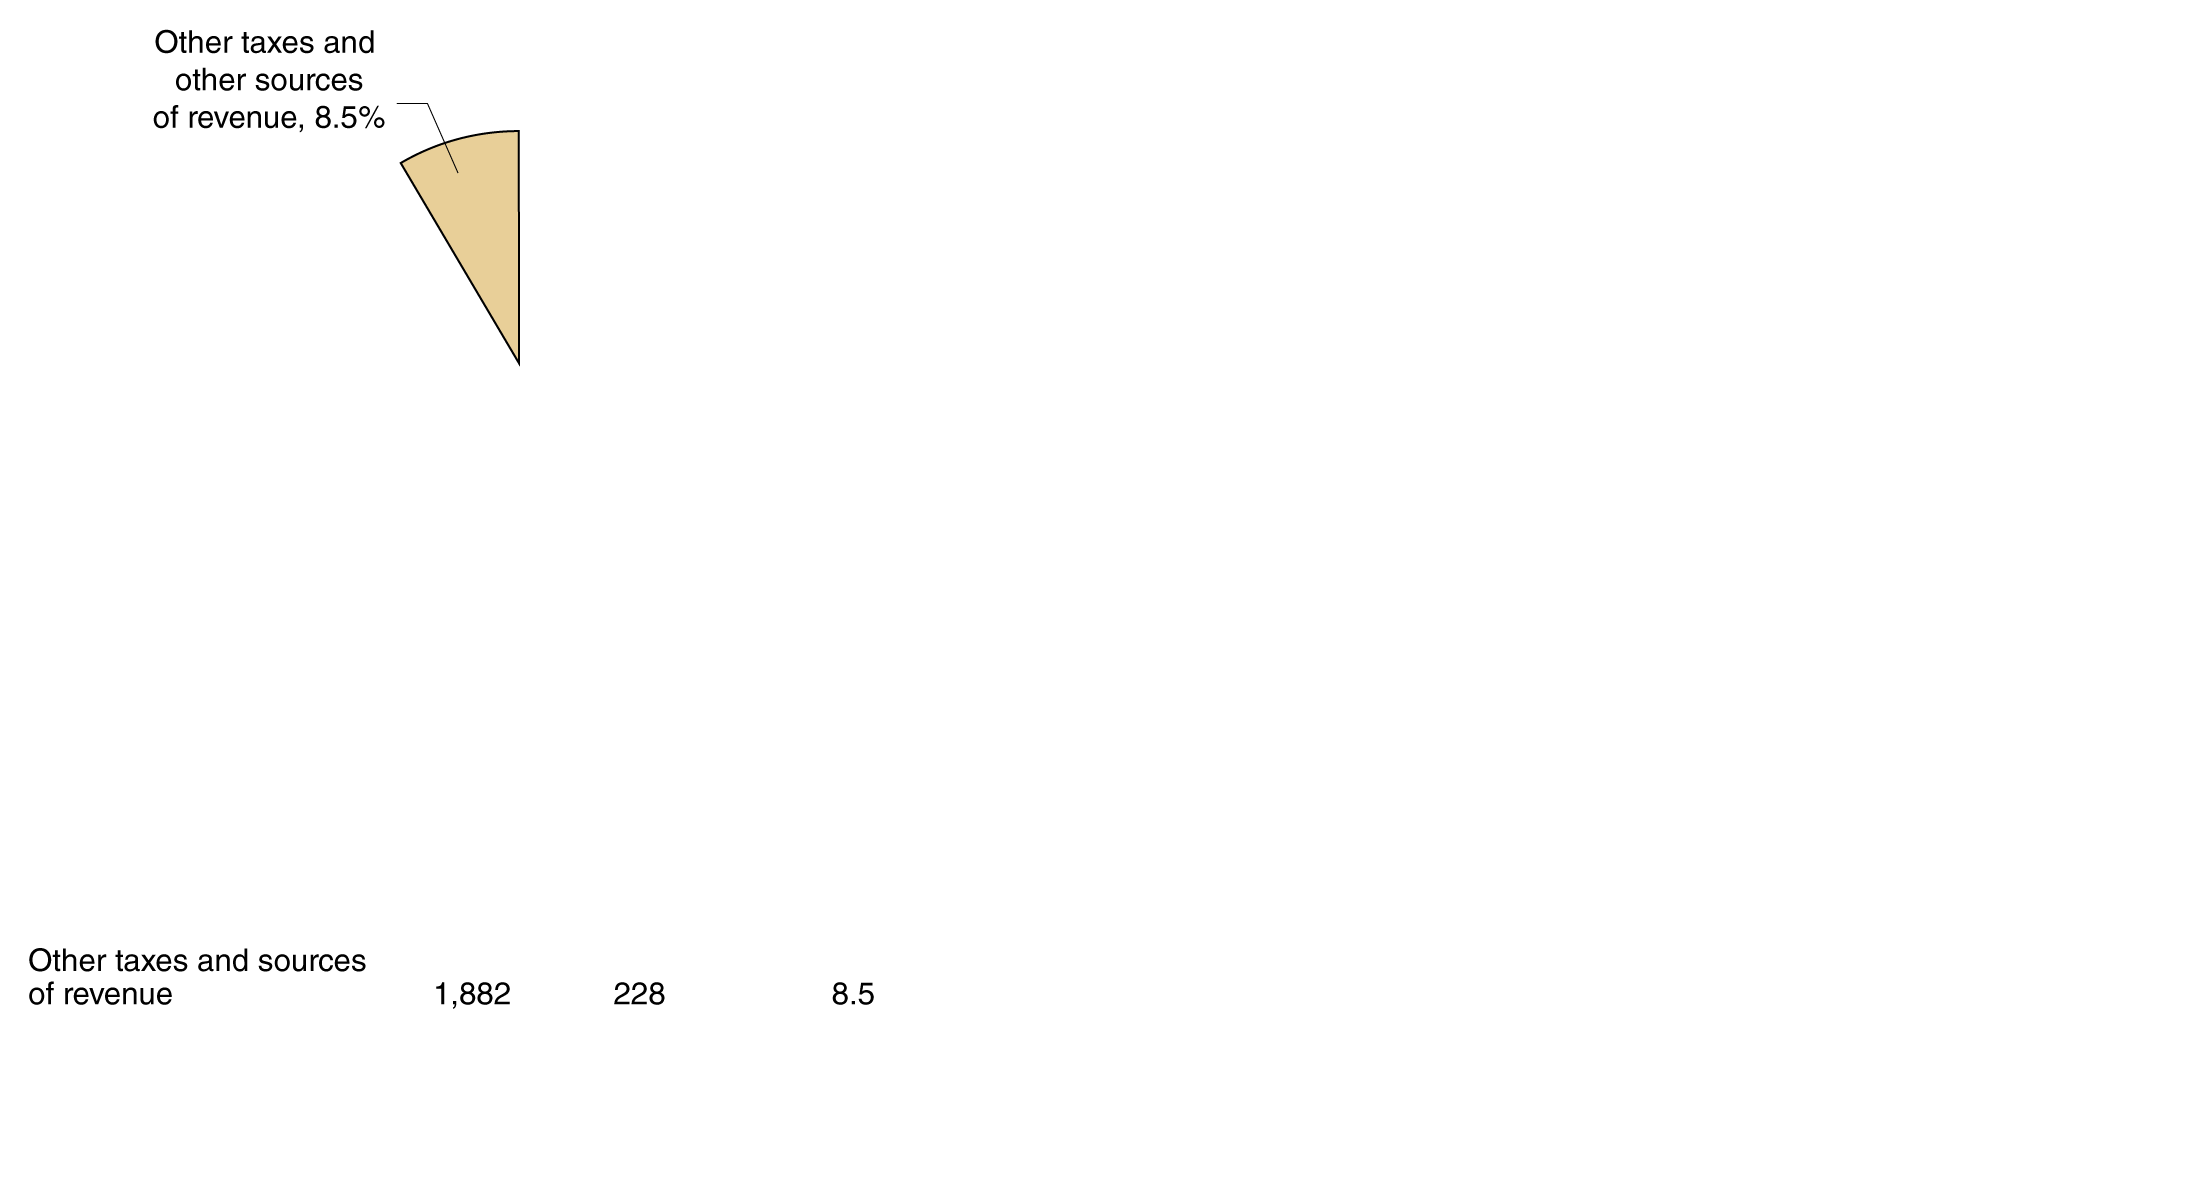 Other taxes and
other sources
of revenue, 8.5%
Other taxes and sources
of revenue 1,882 228 8.5